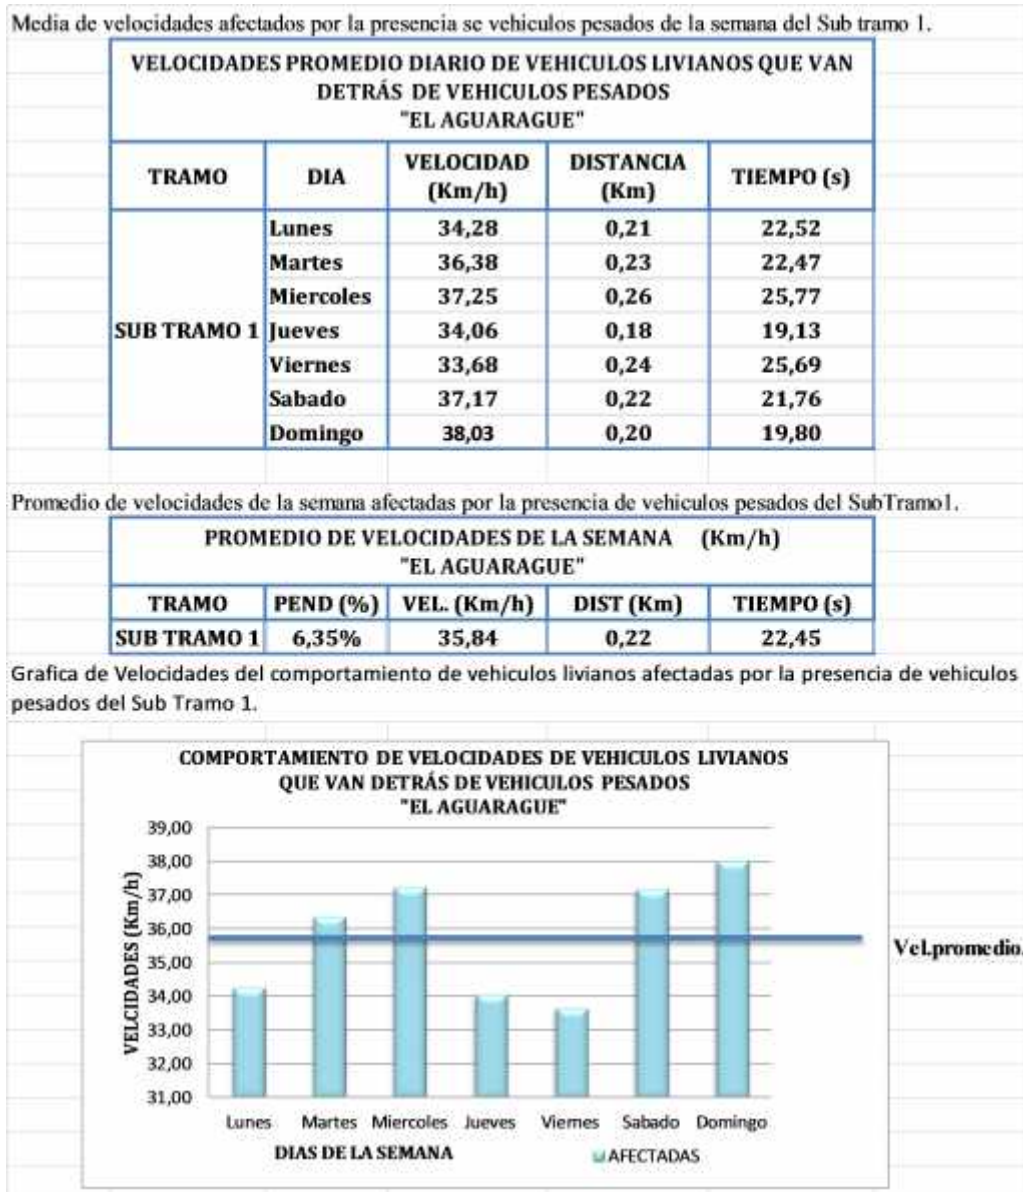 Media de velocidades afectados por la presencia se vehiculos pesados de la semana del Sub tramo 1.
VELOCIDADES PROMEDIO DIARIO DE VEHICULOS LIVIANOS QUE VAN
DETRÁS DE VEHICULOS PESADOS
"EL AGUARAGUE"
TRAMO DIA VELOCIDAD (Km/h) DISTANCIA (Km) TIEMPO (s)
Lunes 34,28 0,21 22,52
Martes 36,38 0,23 22,47
Miercoles 37,25 0,26 25,77
SUB TRAMO 1 Jueves 34,06 0,18 19,13
Viernes 33,68 0,24 25,69
Sabado 37,17 0,22 21,76
Domingo 38,03 0,20 19,80
Promedio de velocidades de la semana afectadas por la presencia de vehiculos pesados del SubTramo1.
PROMEDIO DE VELOCIDADES DE LA SEMANA (Km/h)
"EL AGUARAGUE"
TRAMO PEND (%) VEL. (Km/h) DIST (Km) TIEMPO (s)
SUB TRAMO 1 6,35% 35,84 0,22 22,45
Grafica de Velocidades del comportamiento de vehiculos livianos afectadas por la presencia de vehiculos
pesados del Sub Tramo 1.
COMPORTAMIENTO DE VELOCIDADES DE VEHICULOS LIVIANOS
QUE VAN DETRÁS DE VEHICULOS PESADOS
"EL AGUARAGUE"
VELCIDADES (Km/h)
39,00
38,00
37,00
36,00
35,00
34,00
33,00
32,00
31,00
Vel.promedio.
Lunes Martes Miercoles Jueves Viernes Sabado Domingo
DIAS DE LA SEMANA
AFECTADAS